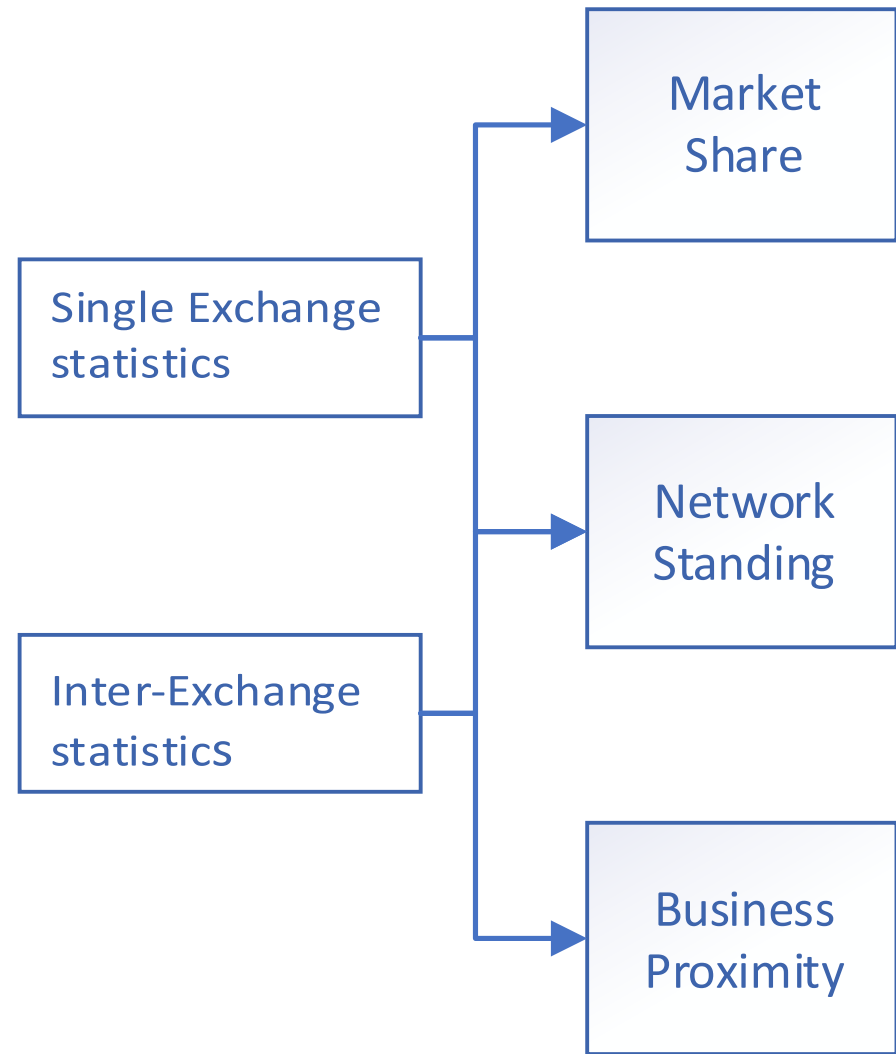 Market
Share
Single Exchange
statistics
Network
Standing
Inter-Exchange
statistics
Business
Proximity